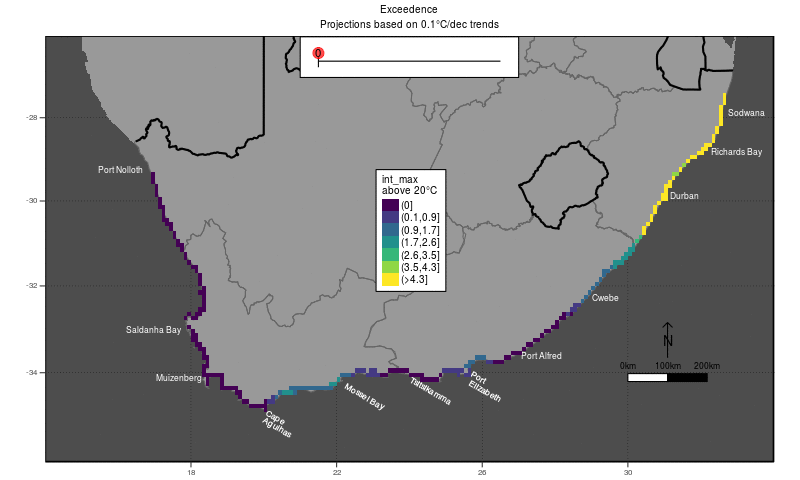 Exceedence
Projections based on 0.1°C/dec trends
0
-28
-30
-32
-34
Sodwana
Richards Bay
Port Nolloth
Durban
int_max
above 20°C
(0]
(0.1,0.9]
(0.9,1.7]
(1.7,2.6]
(2.6,3.5]
(3.5,4.3]
(>4.3]
Cwebe
Saldanha Bay
Port Alfred
N
0km 100km 200km
Muizenberg
Mossel Bay
Tsitsikamma
Port
Elizabeth
Cape
Agulhas
18 22 26 30